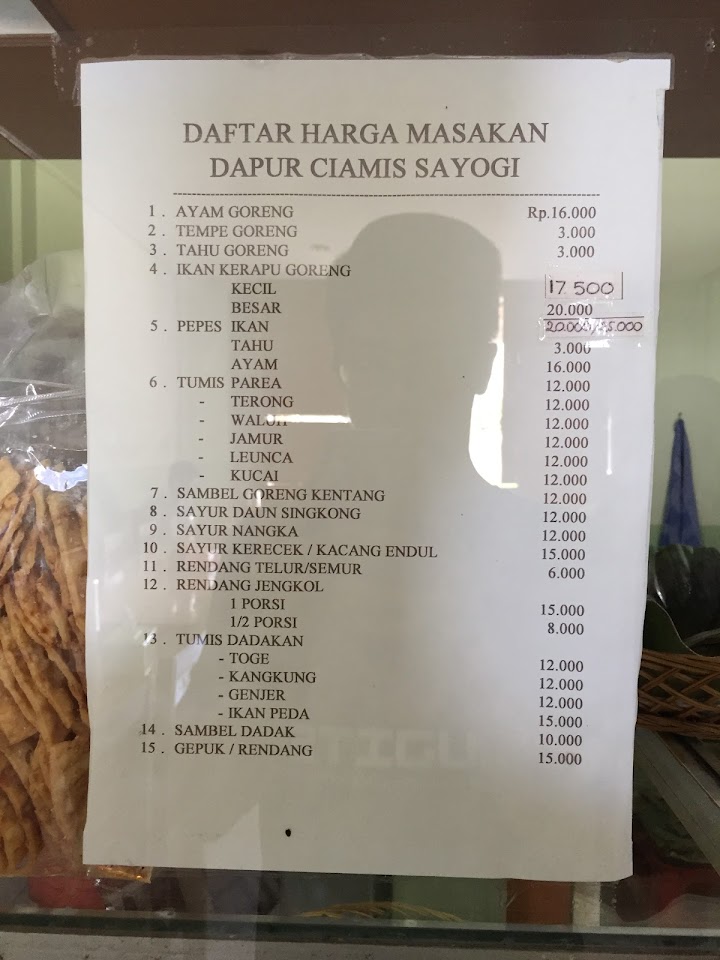 DAFTAR HARGA MASAKAN
DAPUR CIAMIS SAYOGI
1 . AYAM GORENG Rp.16.000
2 . TEMPE GORENG 3.000
3 . TAHU GORENG 3.000
4 . IKAN KERAPU GORENG
KECIL 17.500
BESAR 20.000
5 . PEPES IKAN 20.000
TAHU 3.000
AYAM 16.000
6 . TUMIS PAREA 12.000
- TERONG 12.000
- WALUH 12.000
- JAMUR 12.000
- LEUNCA 12.000
- KUCAI 12.000
7 . SAMBEL GORENG KENTANG 12.000
8 . SAYUR DAUN SINGKONG 12.000
9 . SAYUR NANGKA 12.000
10 . SAYUR KERECEK / KACANG ENDUL 15.000
11 . RENDANG TELUR/SEMUR 6.000
12 . RENDANG JENGKOL
1 PORSI 15.000
1/2 PORSI 8.000
13 . TUMIS DADAKAN
- TOGE 12.000
- KANGKUNG 12.000
- GENJER 12.000
- IKAN PEDA 15.000
14 . SAMBEL DADAK 10.000
15 . GEPUK / RENDANG 15.000